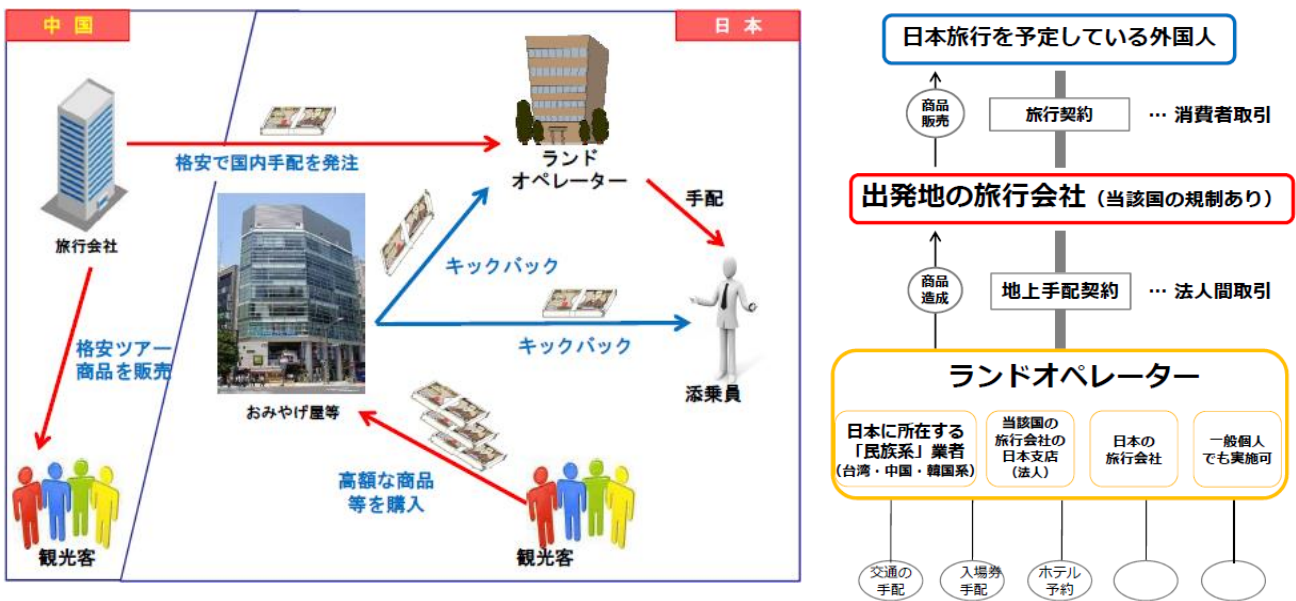 中国
日本
格安で国内手配を発注
ランド
オペレーター
手配
旅行会社
キックバック
キックバック
格安ツアー
商品を販売
おみやげ屋等
添乗員
高額な商品
等を購入
観光客
観光客
日本旅行を予定している外国人
商品
販売
旅行契約
… 消費者取引
出発地の旅行会社（当該国の規制あり）
商品
造成
地上手配契約
… 法人間取引
ランドオペレーター
日本に所在する
「民族系」業者
（台湾・中国・韓国系）
当該国の
旅行会社の
日本支店
（法人）
日本の
旅行会社
一般個人
でも実施可
交通の
手配
入場券
手配
ホテル
予約